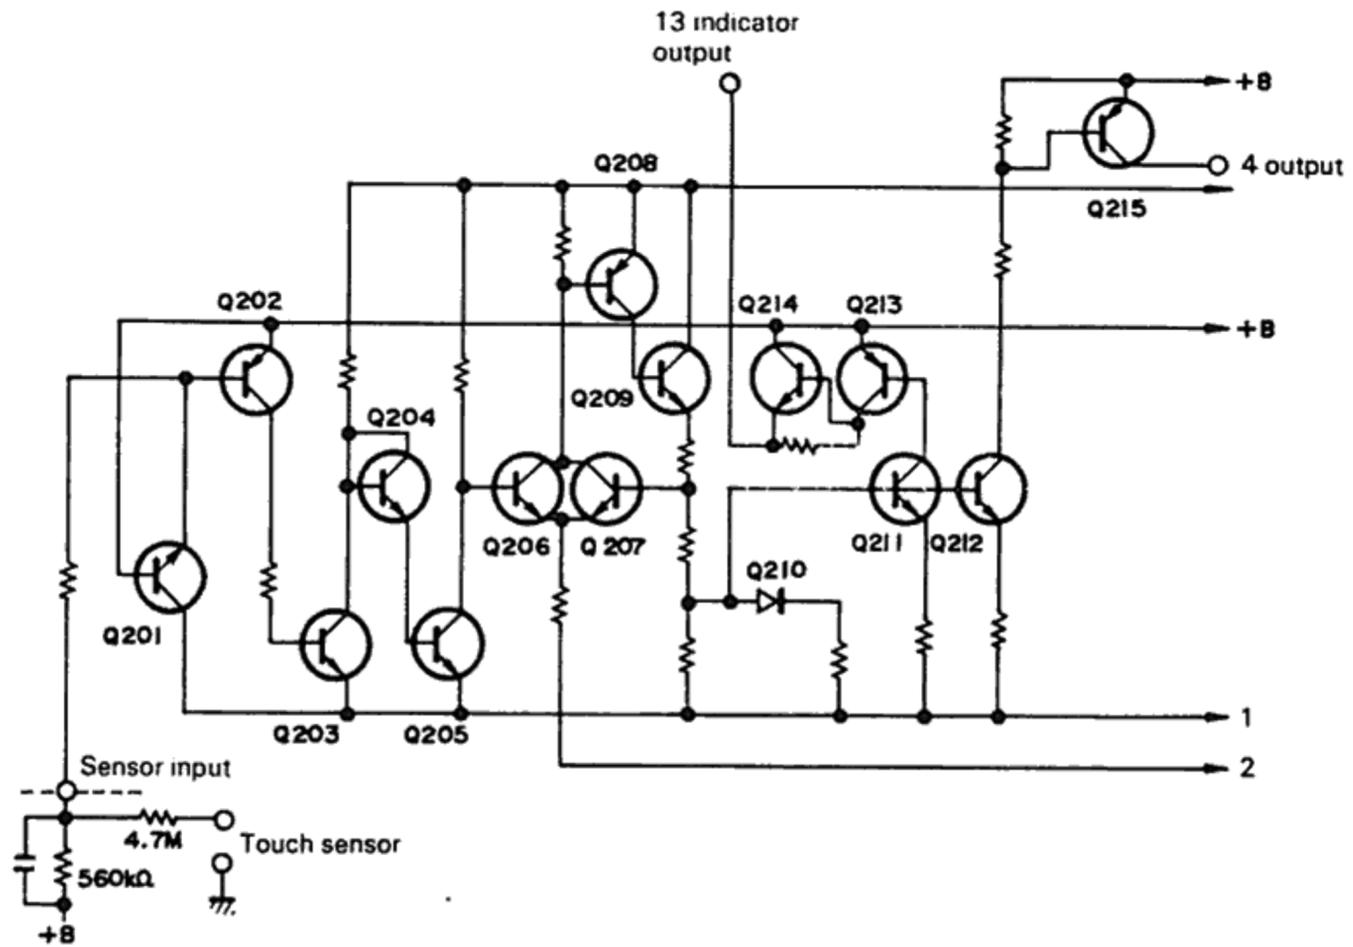 13 indicator
output
+B
4 output
Q208
Q215
Q202
Q214
Q213
+B
Q209
Q204
Q206
Q207
Q211
Q212
Q210
Q201
Q203
Q205
1
2
Sensor input
4.7M
Touch sensor
560kΩ
+B